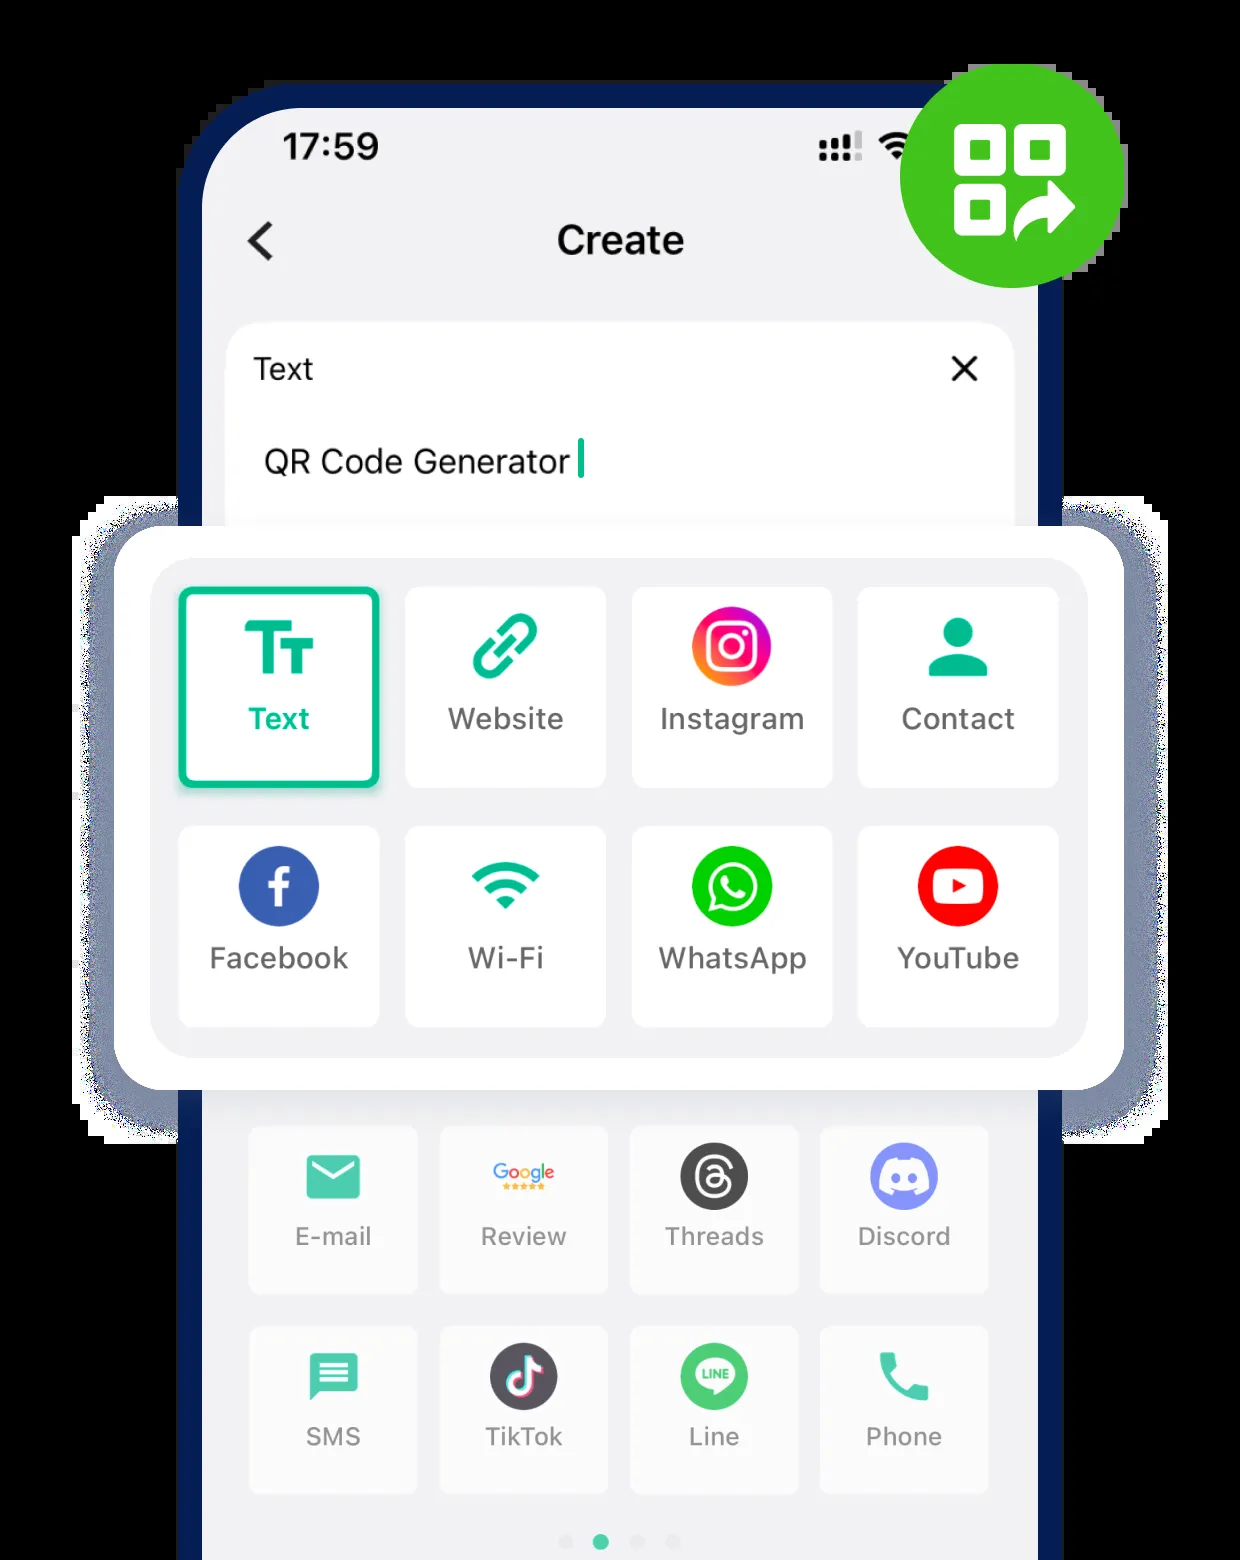 17:59
Create
Text
QR Code Generator
Text Website Instagram Contact
Facebook Wi-Fi WhatsApp YouTube
Google
E-mail Review Threads Discord
LINE
SMS TikTok Line Phone